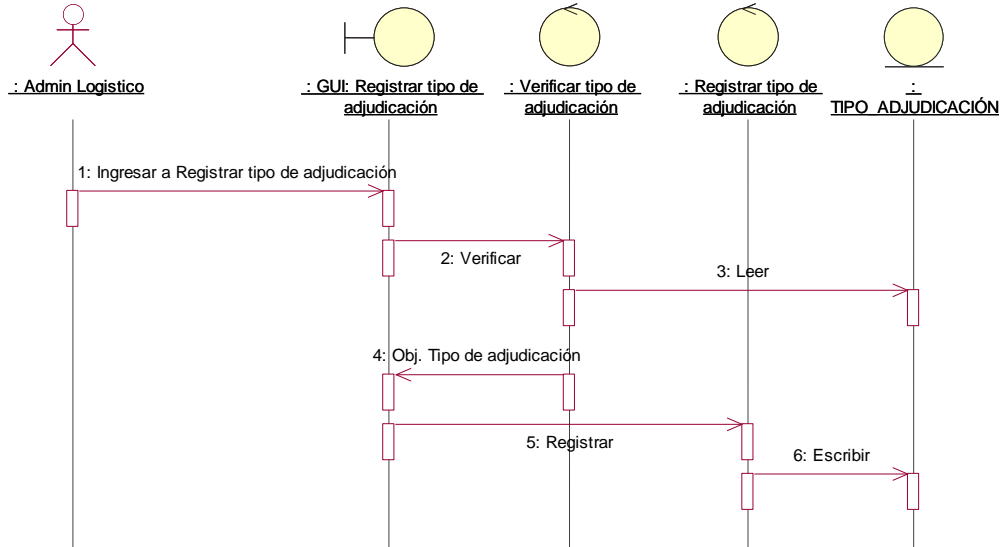 : Admin Logistico
: GUI: Registrar tipo de
adjudicación
: Verificar tipo de
adjudicación
: Registrar tipo de
adjudicación
:
TIPO_ADJUDICACIÓN
1: Ingresar a Registrar tipo de adjudicación
2: Verificar
3: Leer
4: Obj. Tipo de adjudicación
5: Registrar
6: Escribir